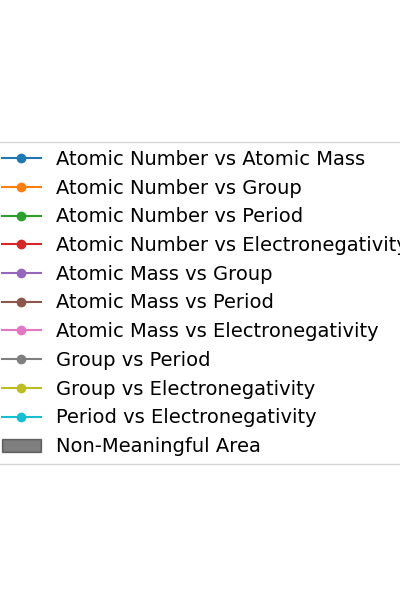 Atomic Number vs Atomic Mass
Atomic Number vs Group
Atomic Number vs Period
Atomic Number vs Electronegativity
Atomic Mass vs Group
Atomic Mass vs Period
Atomic Mass vs Electronegativity
Group vs Period
Group vs Electronegativity
Period vs Electronegativity
Non-Meaningful Area